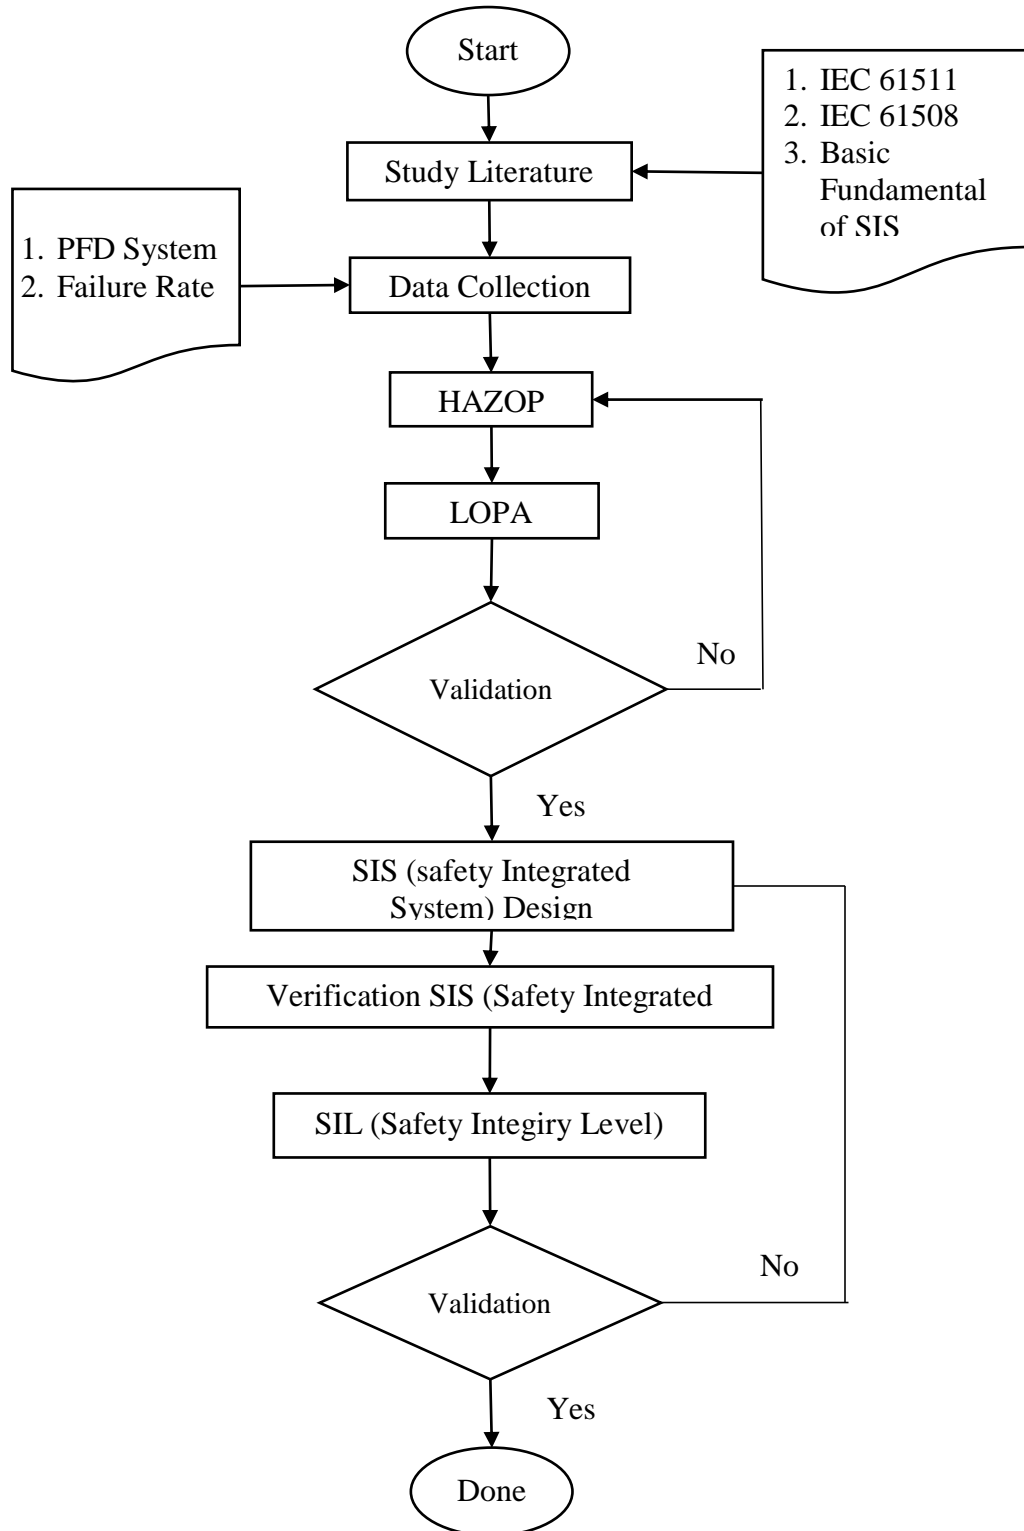 Start
1. IEC 61511
2. IEC 61508
3. Basic
Fundamental
of SIS
Study Literature
1. PFD System
2. Failure Rate
Data Collection
HAZOP
LOPA
Validation
No
Yes
SIS (safety Integrated
System) Design
Verification SIS (Safety Integrated
SIL (Safety Integiry Level)
Validation
No
Yes
Done